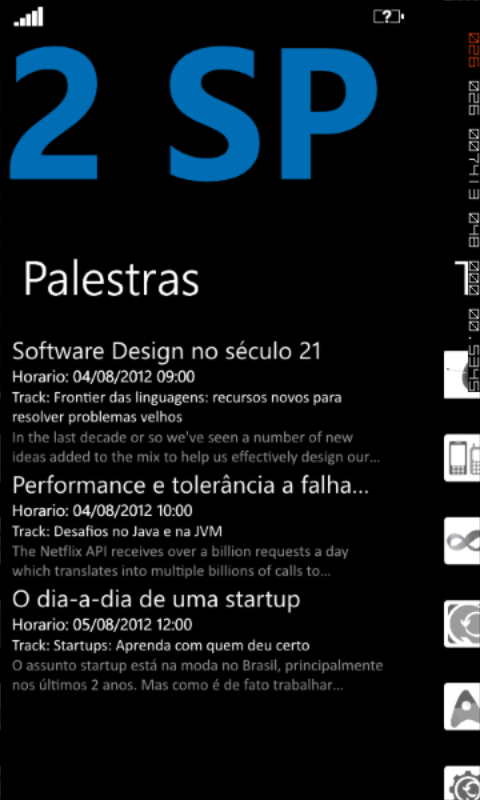 2 SP
Palestras
T
Software Design no século 21
Horario: 04/08/2012 09:00
Track: Frontier das linguagens: recursos novos para
resolver problemas velhos
In the last decade or so we've seen a number of new
ideas added to the mix to help us effectively design our...
Performance e tolerância a falha...
Horario: 04/08/2012 10:00
Track: Desafios no Java e na JVM
The Netflix API receives over a billion requests a day
which translates into multiple billions of calls to...
O dia-a-dia de uma startup
Horario: 05/08/2012 12:00
Track: Startups: Aprenda com quem deu certo
O assunto startup está na moda no Brasil, principalmente
nos últimos 2 anos. Mas como é de fato trabalhar...
026 026 007413 048 000 00.5345